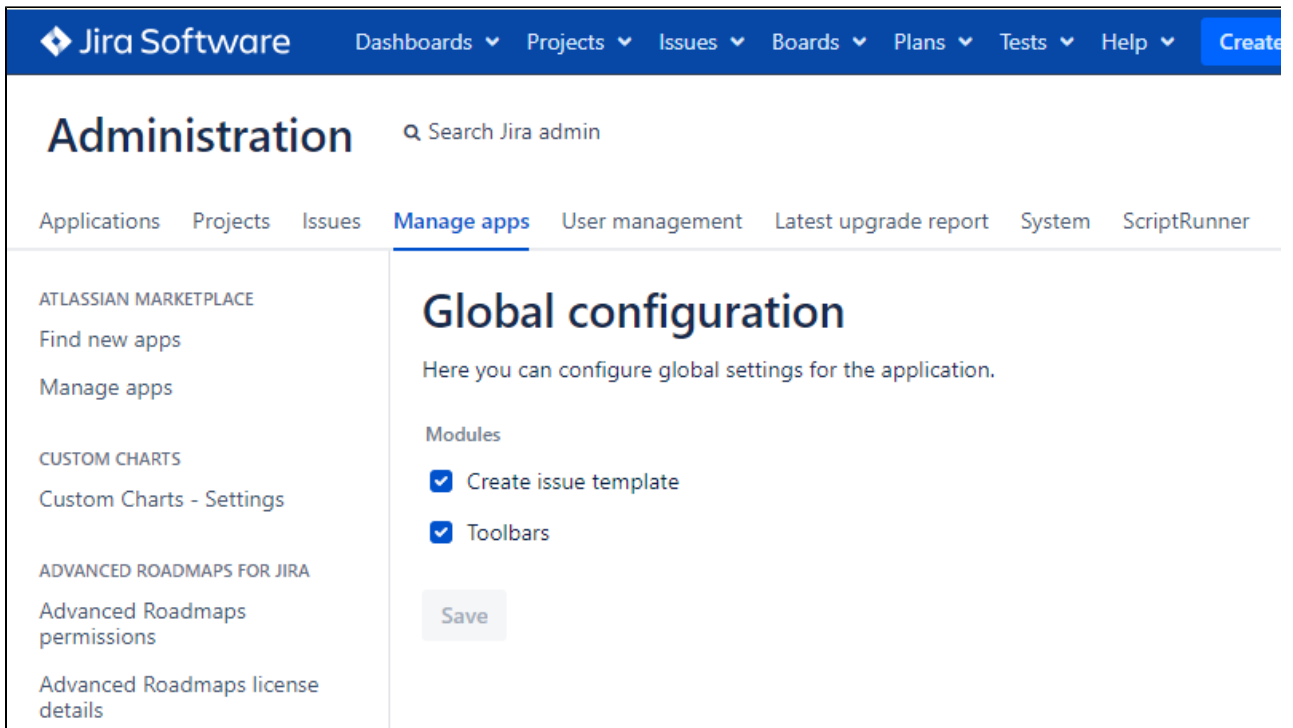 Jira Software Dashboards Projects Issues Boards Plans Tests Help Create
Administration Search Jira admin
Applications Projects Issues Manage apps User management Latest upgrade report System ScriptRunner
ATLASSIAN MARKETPLACE
Find new apps
Manage apps
CUSTOM CHARTS
Custom Charts - Settings
ADVANCED ROADMAPS FOR JIRA
Advanced Roadmaps
permissions
Advanced Roadmaps license
details
Global configuration
Here you can configure global settings for the application.
Modules
Create issue template
Toolbars
Save